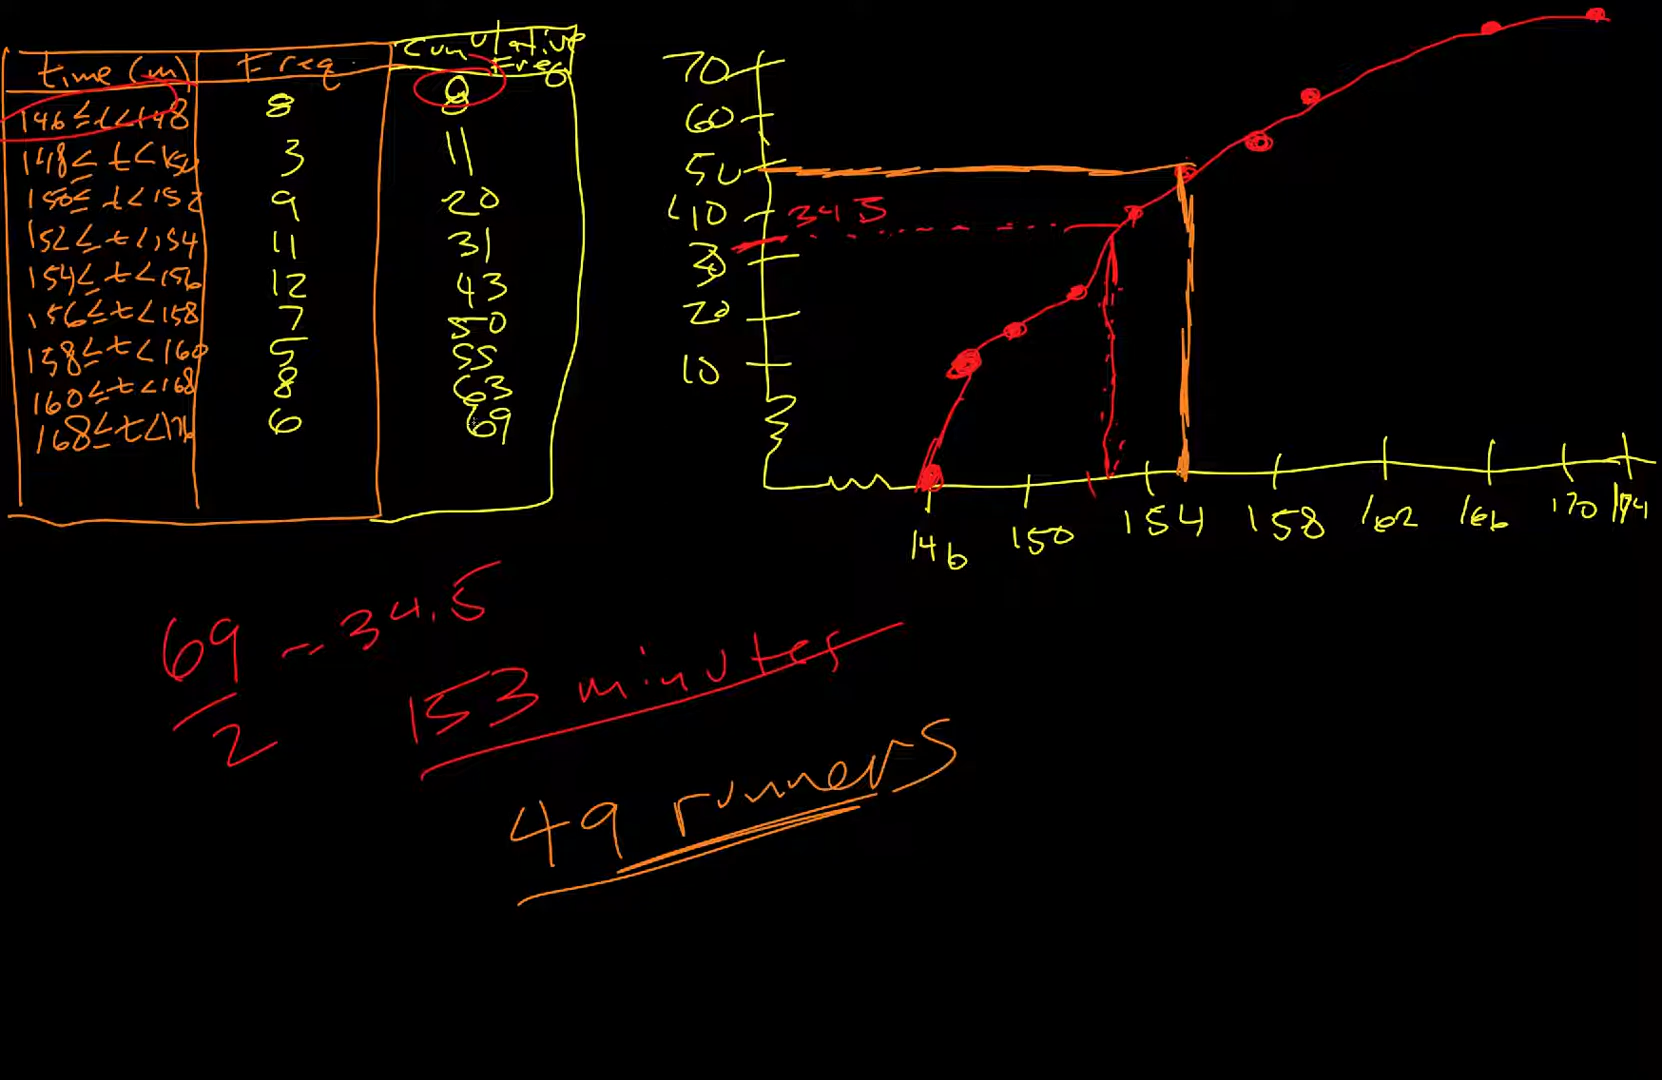 time (m) Freq Cumulative Freq
146 ≤ t < 148 8 8
148 ≤ t < 150 3 11
150 ≤ t < 152 9 20
152 ≤ t < 154 11 31
154 ≤ t < 156 12 43
156 ≤ t < 158 7 50
158 ≤ t < 160 5 55
160 ≤ t < 168 8 63
168 ≤ t < 176 6 69
70
60
50
40 34.5
30
20
10
146 150 154 158 162 166 170 174
69/2 = 34.5
153 minutes
49 runners